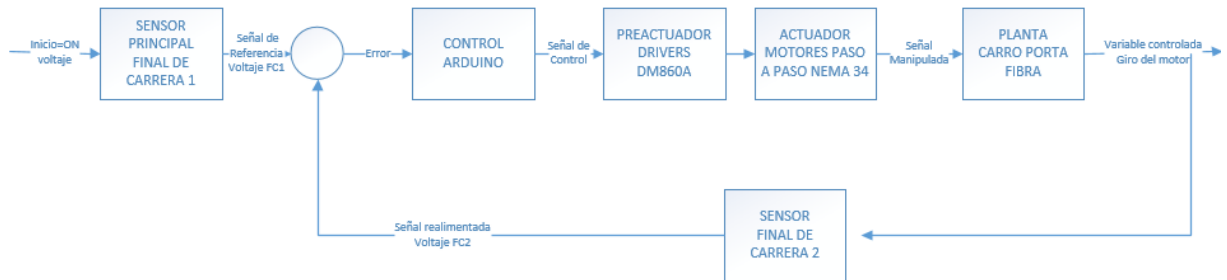 Inicio=ON
voltaje
SENSOR
PRINCIPAL
FINAL DE
CARRERA 1
Señal de
Referencia
Voltaje FC1
Error
CONTROL
ARDUINO
Señal de
Control
PREACTUADOR
DRIVERS
DM860A
ACTUADOR
MOTORES PASO
A PASO NEMA 34
Señal
Manipulada
PLANTA
CARRO PORTA
FIBRA
Variable controlada
Giro del motor
SENSOR
FINAL DE
CARRERA 2
Señal realimentada
Voltaje FC2